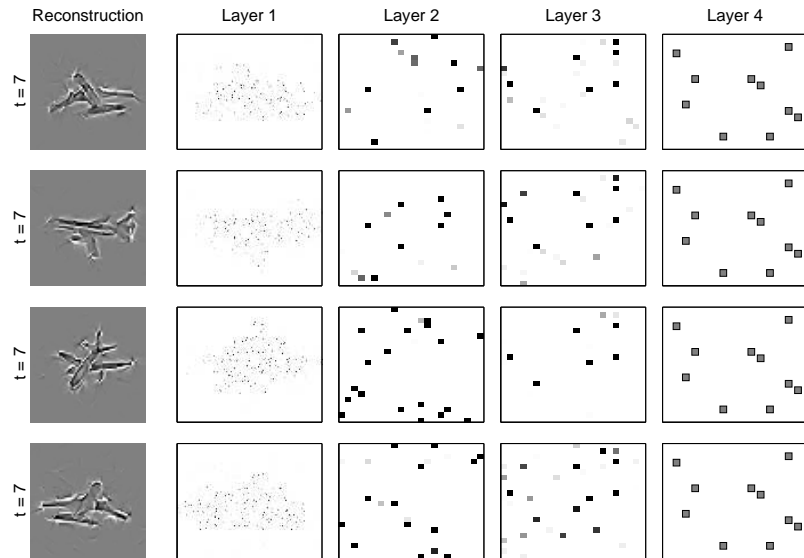 Reconstruction Layer 1 Layer 2 Layer 3 Layer 4
t = 7
t = 7
t = 7
t = 7